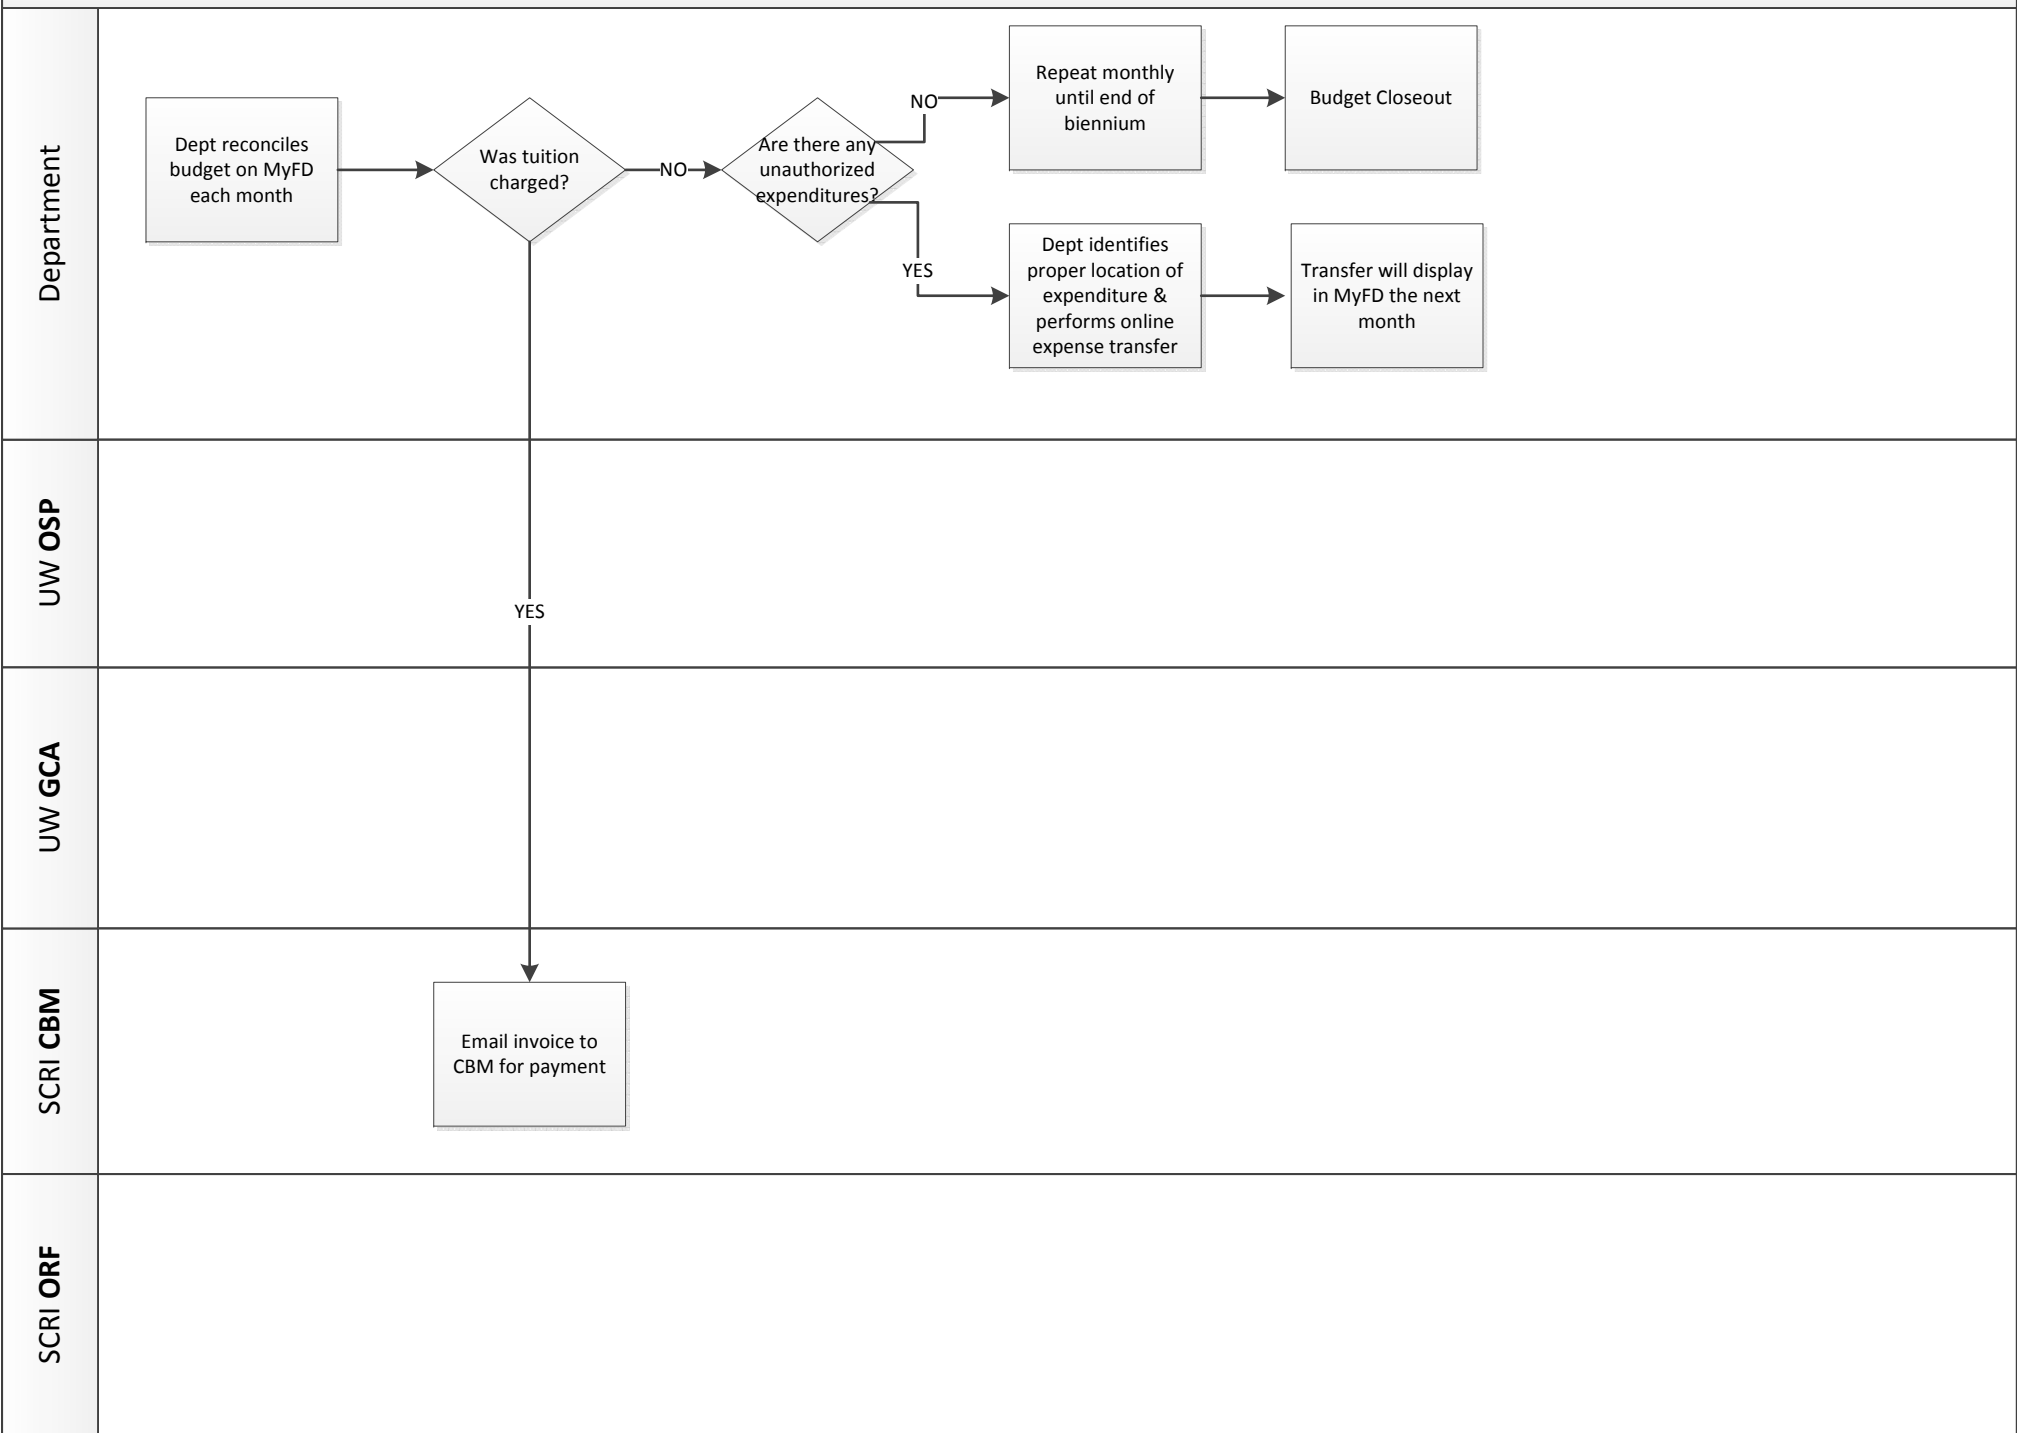 Department
Dept reconciles
budget on MyFD
each month
Was tuition
charged?
NO
Are there any
unauthorized
expenditures?
NO
Repeat monthly
until end of
biennium
Budget Closeout
YES
Dept identifies
proper location of
expenditure &
performs online
expense transfer
Transfer will display
in MyFD the next
month
UW OSP
YES
UW GCA
SCRI CBM
Email invoice to
CBM for payment
SCRI ORF